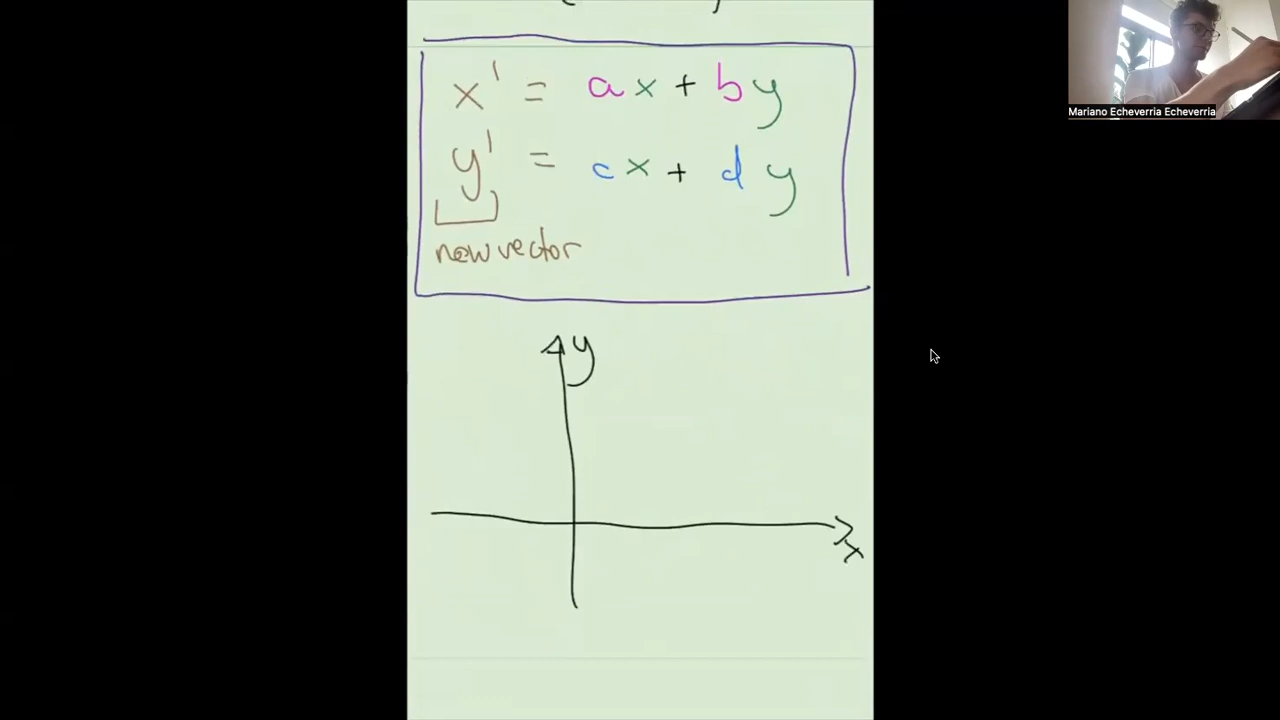 x' = ax + by
y' = cx + dy
new vector
y
x
Mariano Echeverria Echeverria